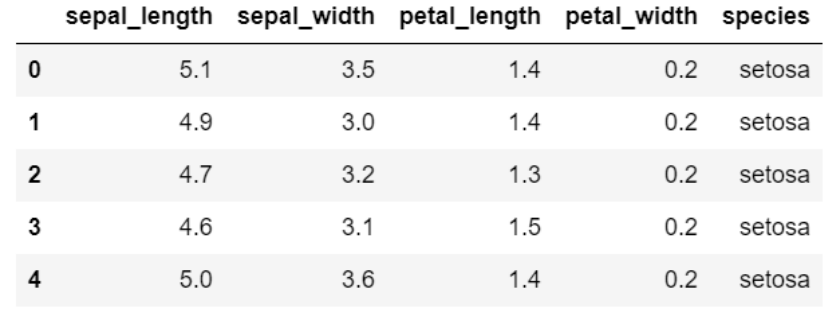 sepal_length sepal_width petal_length petal_width species
0 5.1 3.5 1.4 0.2 setosa
1 4.9 3.0 1.4 0.2 setosa
2 4.7 3.2 1.3 0.2 setosa
3 4.6 3.1 1.5 0.2 setosa
4 5.0 3.6 1.4 0.2 setosa